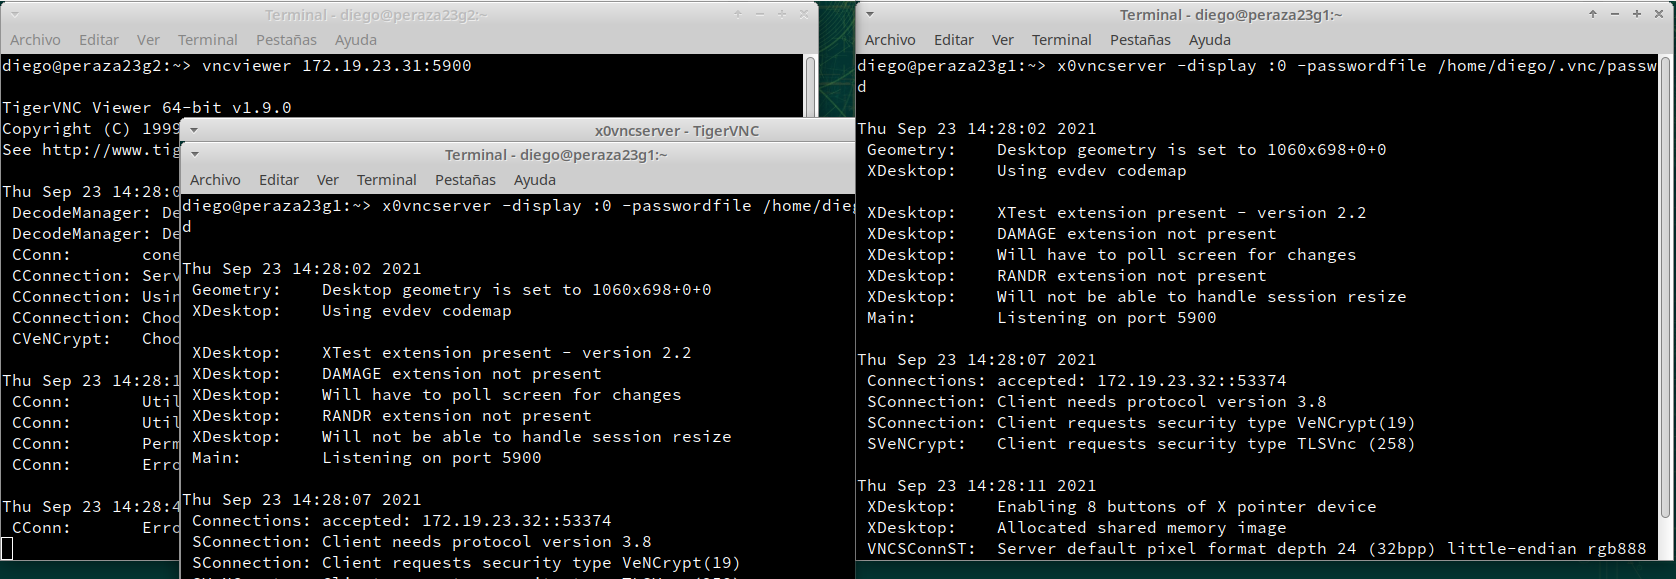 Terminal - diego@peraza23g2:~
Archivo Editar Ver Terminal Pestañas Ayuda
diego@peraza23g2:~> vncviewer 172.19.23.31:5900
TigerVNC Viewer 64-bit v1.9.0
Copyright (C) 1999
See http://www.tig
Thu Sep 23 14:28:0
DecodeManager: De
DecodeManager: De
CConn: cone
CConnection: Serv
CConnection: Usin
CConnection: Choo
CVeNCrypt: Choo
Thu Sep 23 14:28:1
CConn: Util
CConn: Util
CConn: Perm
CConn: Erro
Thu Sep 23 14:28:4
CConn: Erro
x0vncserver - TigerVNC
Terminal - diego@peraza23g1:~
Archivo Editar Ver Terminal Pestañas Ayuda
diego@peraza23g1:~> x0vncserver -display :0 -passwordfile /home/dieg
d
Thu Sep 23 14:28:02 2021
Geometry: Desktop geometry is set to 1060x698+0+0
XDesktop: Using evdev codemap
XDesktop: XTest extension present - version 2.2
XDesktop: DAMAGE extension not present
XDesktop: Will have to poll screen for changes
XDesktop: RANDR extension not present
XDesktop: Will not be able to handle session resize
Main: Listening on port 5900
Thu Sep 23 14:28:07 2021
Connections: accepted: 172.19.23.32::53374
SConnection: Client needs protocol version 3.8
SConnection: Client requests security type VeNCrypt(19)
Terminal - diego@peraza23g1:~
Archivo Editar Ver Terminal Pestañas Ayuda
diego@peraza23g1:~> x0vncserver -display :0 -passwordfile /home/diego/.vnc/passw
d
Thu Sep 23 14:28:02 2021
Geometry: Desktop geometry is set to 1060x698+0+0
XDesktop: Using evdev codemap
XDesktop: XTest extension present - version 2.2
XDesktop: DAMAGE extension not present
XDesktop: Will have to poll screen for changes
XDesktop: RANDR extension not present
XDesktop: Will not be able to handle session resize
Main: Listening on port 5900
Thu Sep 23 14:28:07 2021
Connections: accepted: 172.19.23.32::53374
SConnection: Client needs protocol version 3.8
SConnection: Client requests security type VeNCrypt(19)
SVeNCrypt: Client requests security type TLSVnc (258)
Thu Sep 23 14:28:11 2021
XDesktop: Enabling 8 buttons of X pointer device
XDesktop: Allocated shared memory image
VNCSConnST: Server default pixel format depth 24 (32bpp) little-endian rgb888